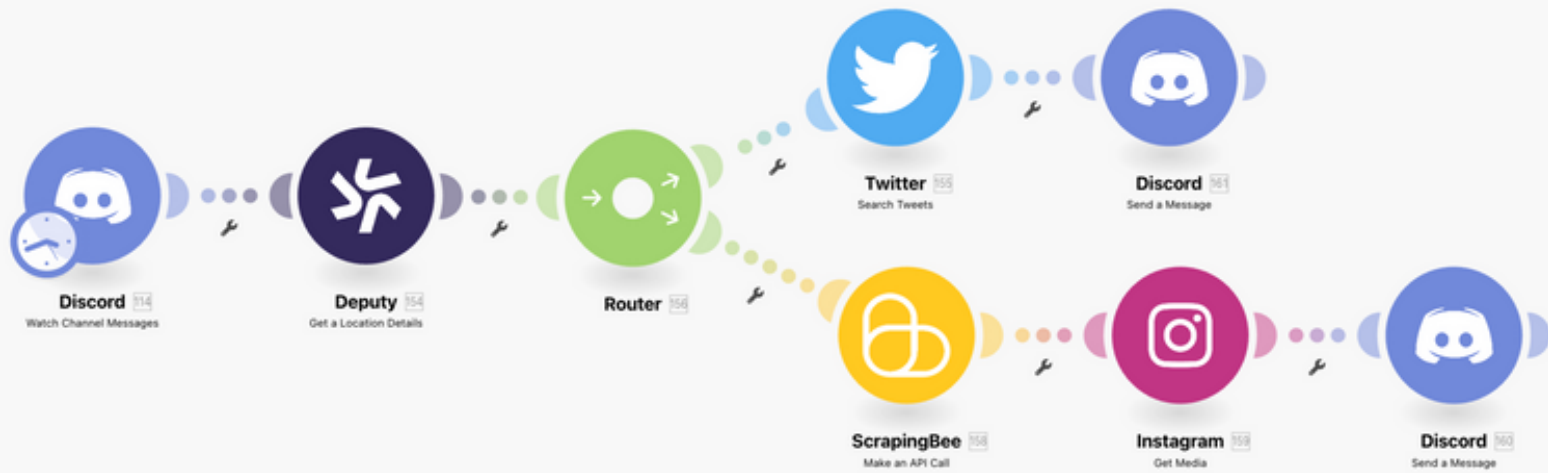 Discord 114
Watch Channel Messages
Deputy 154
Get a Location Details
Router 156
Twitter 155
Search Tweets
Discord 161
Send a Message
ScrapingBee 158
Make an API Call
Instagram 159
Get Media
Discord 160
Send a Message